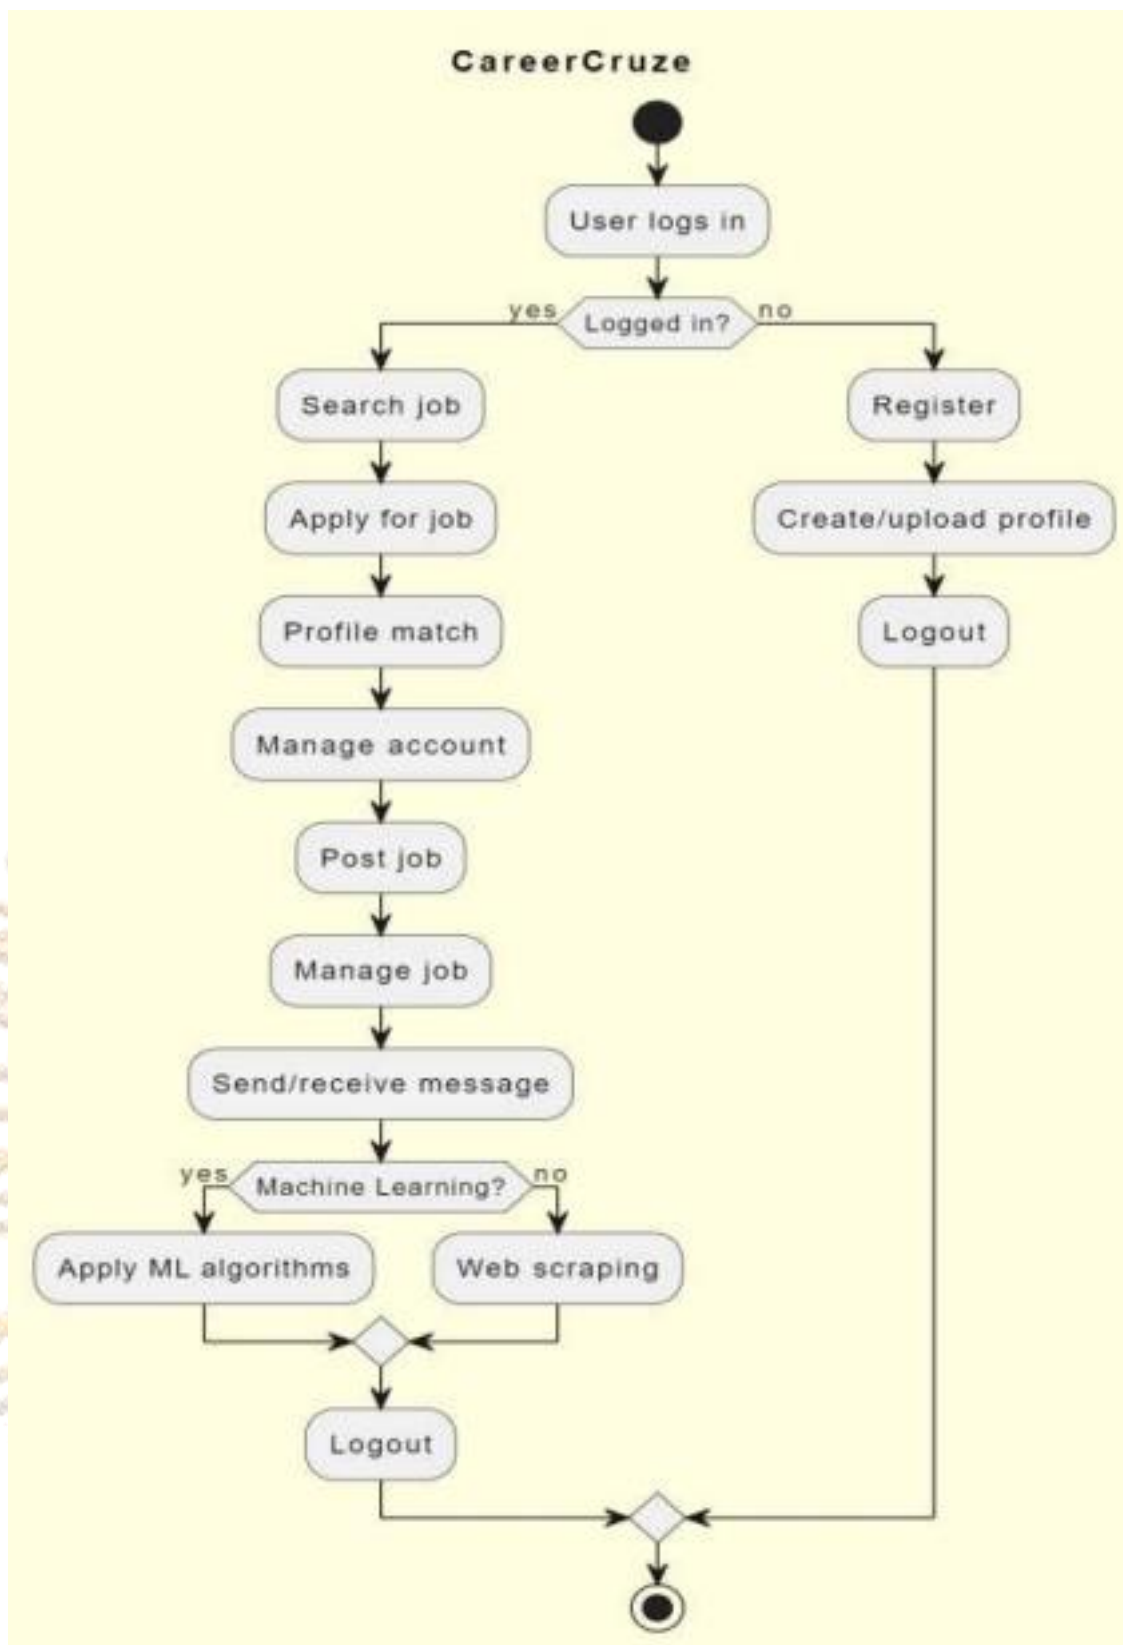 CareerCruze
User logs in
yes
Logged in?
no
Search job
Register
Apply for job
Create/upload profile
Profile match
Logout
Manage account
Post job
Manage job
Send/receive message
yes
Machine Learning?
no
Apply ML algorithms
Web scraping
Logout